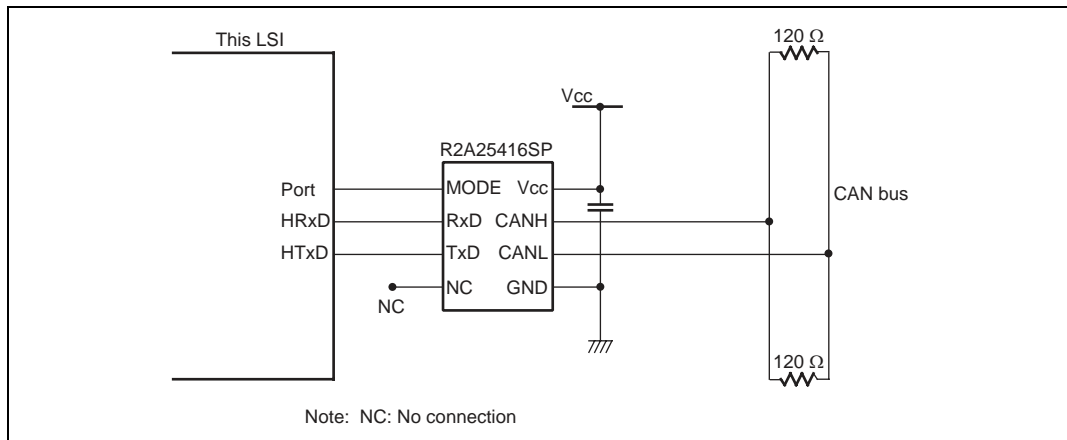 This LSI
120 Ω
Vcc
R2A25416SP
Port
MODE
Vcc
CAN bus
HRxD
RxD
CANH
HTxD
TxD
CANL
NC
GND
NC
120 Ω
Note: NC: No connection